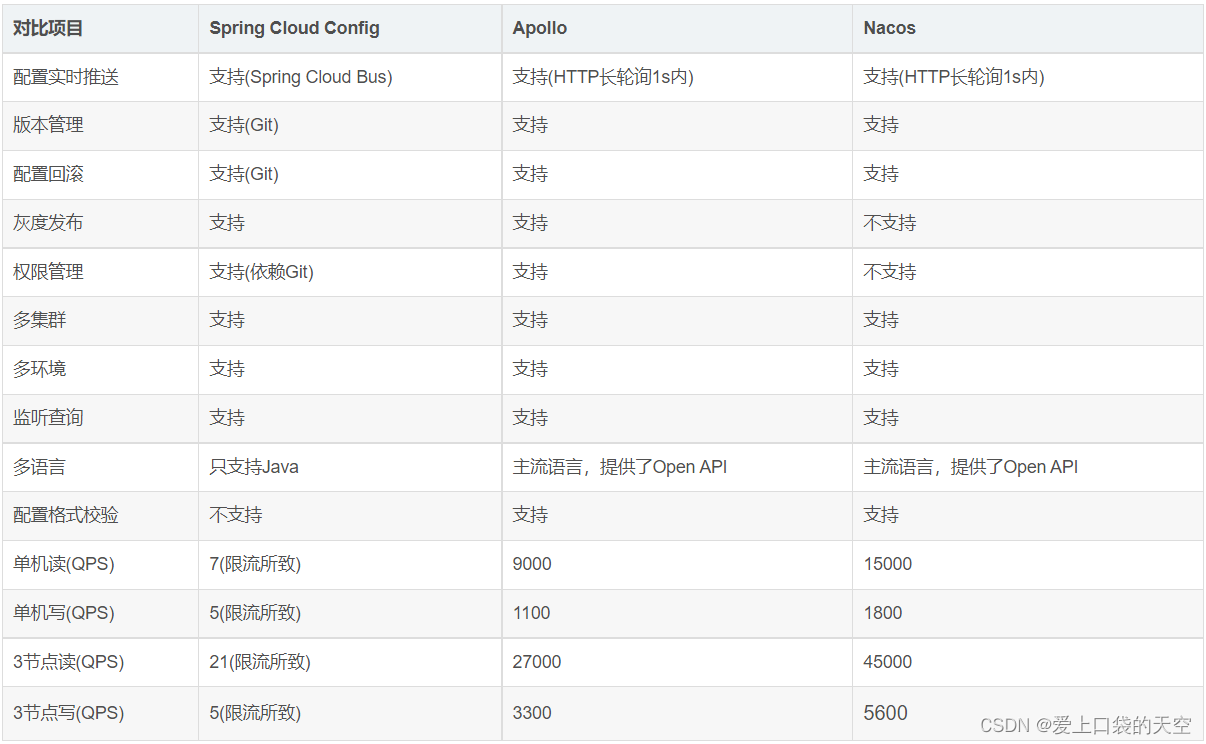 对比项目 Spring Cloud Config Apollo Nacos
配置实时推送 支持(Spring Cloud Bus) 支持(HTTP长轮询1s内) 支持(HTTP长轮询1s内)
版本管理 支持(Git) 支持 支持
配置回滚 支持(Git) 支持 支持
灰度发布 支持 支持 不支持
权限管理 支持(依赖Git) 支持 不支持
多集群 支持 支持 支持
多环境 支持 支持 支持
监听查询 支持 支持 支持
多语言 只支持Java 主流语言，提供了Open API 主流语言，提供了Open API
配置格式校验 不支持 支持 支持
单机读(QPS) 7(限流所致) 9000 15000
单机写(QPS) 5(限流所致) 1100 1800
3节点读(QPS) 21(限流所致) 27000 45000
3节点写(QPS) 5(限流所致) 3300 5600
CSDN @爱上口袋的天空